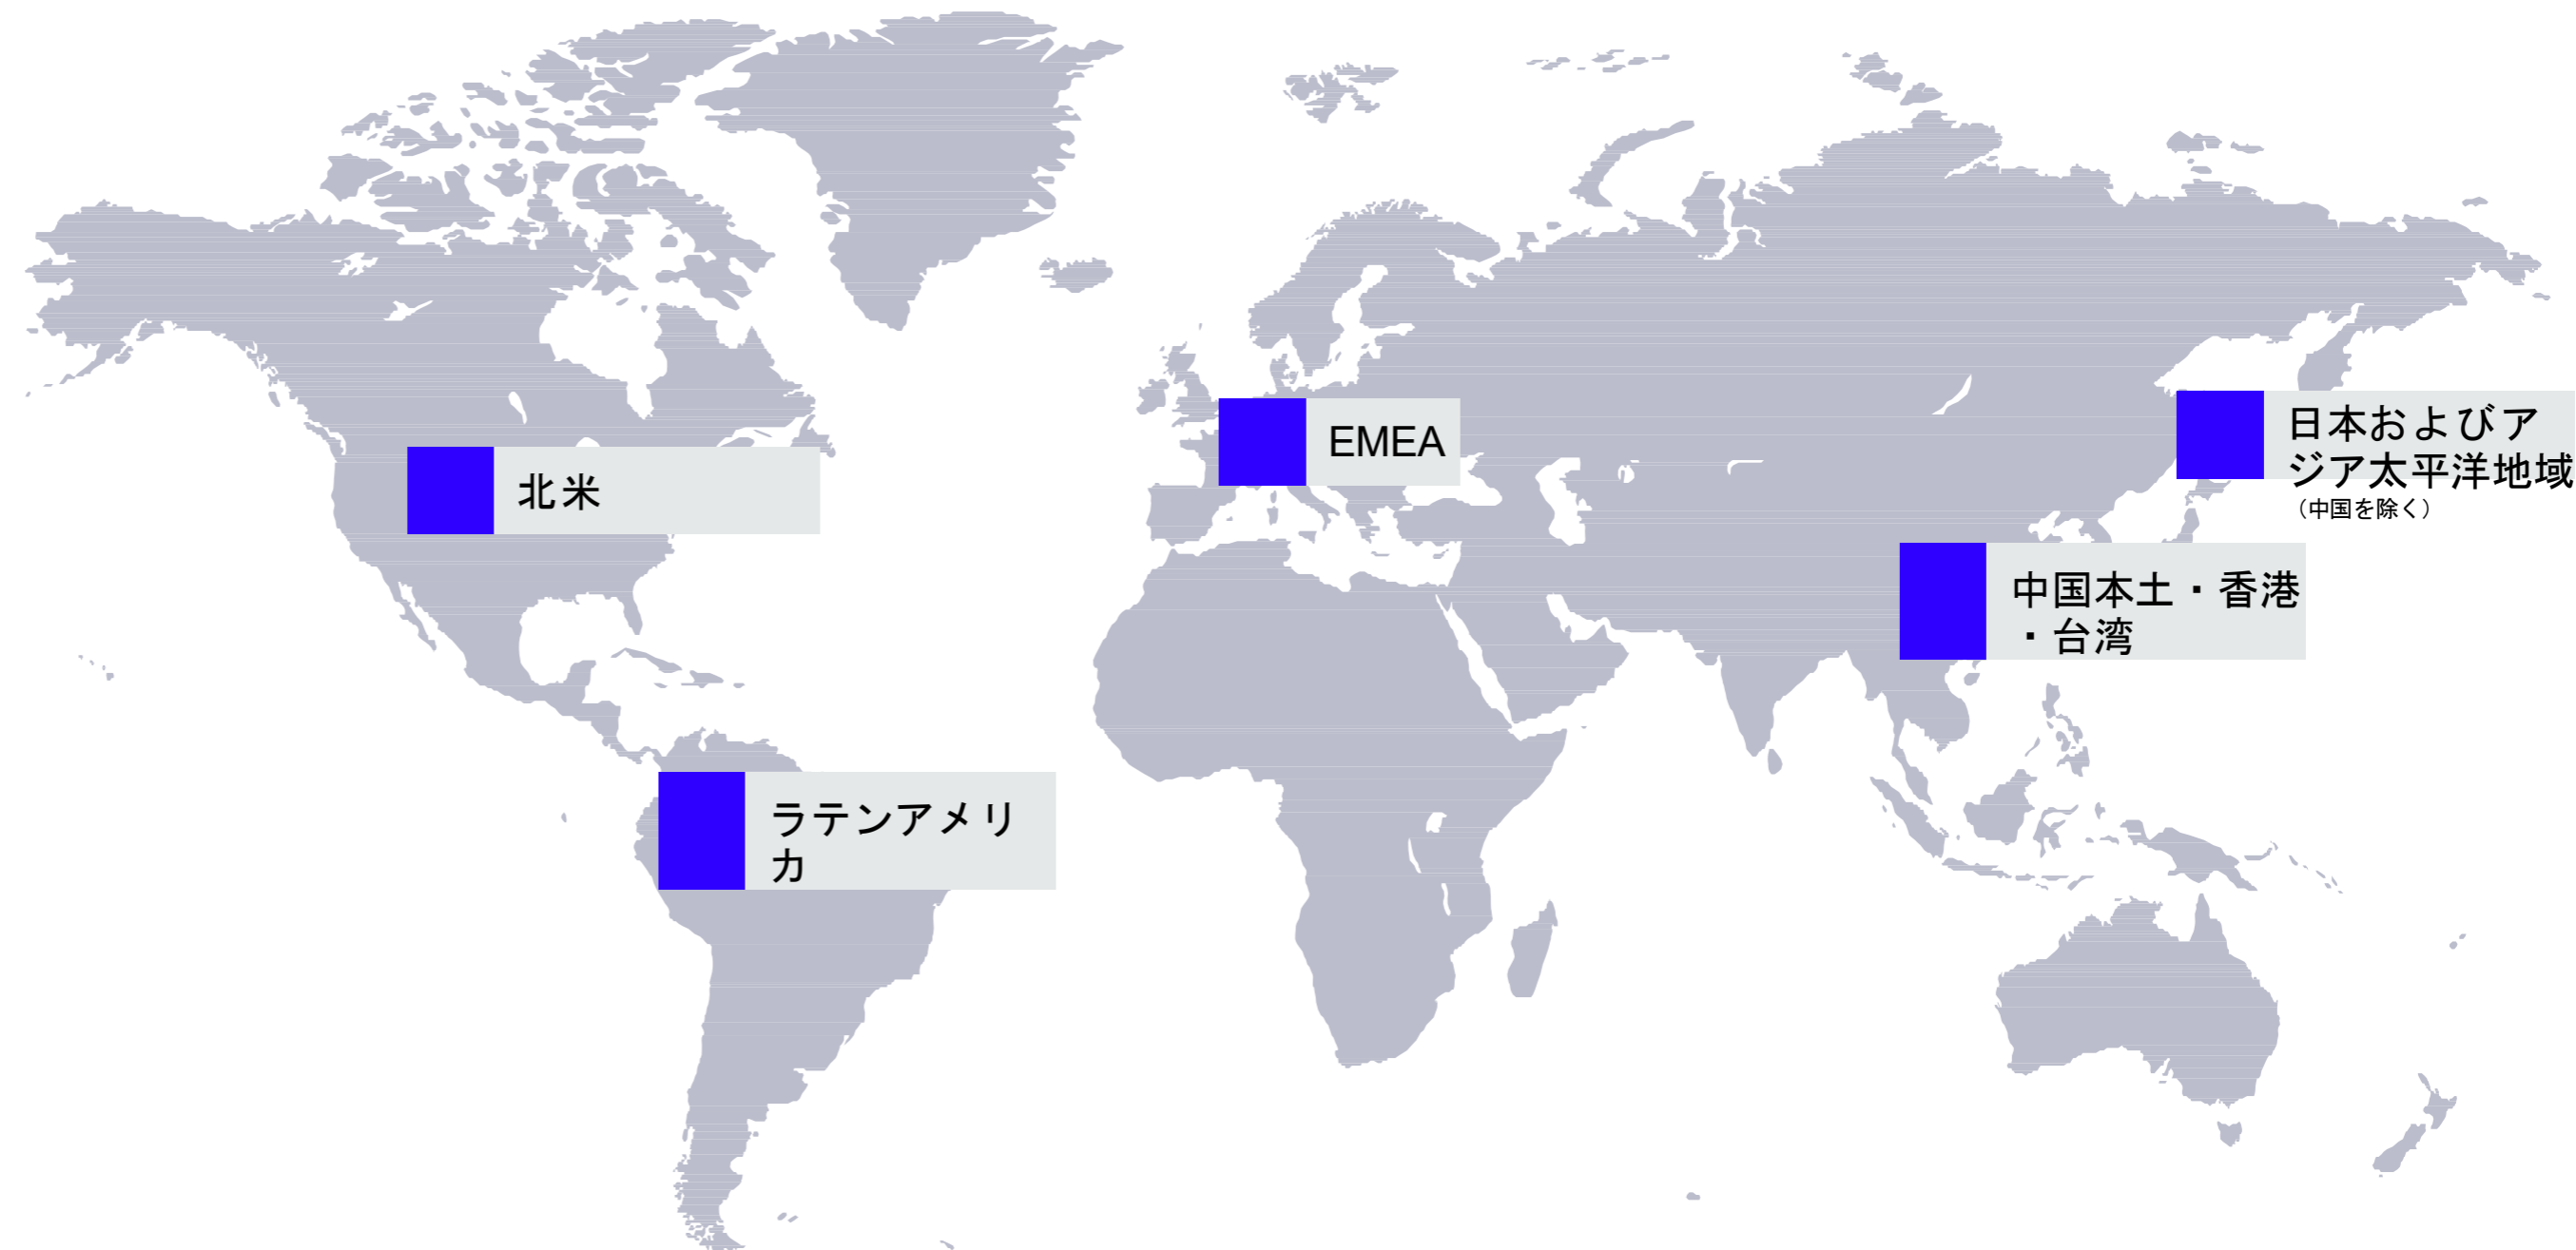 EMEA
日本およびア
ジア太平洋地域
（中国を除く）
北米
中国本土・香港
・台湾
ラテンアメリ
カ